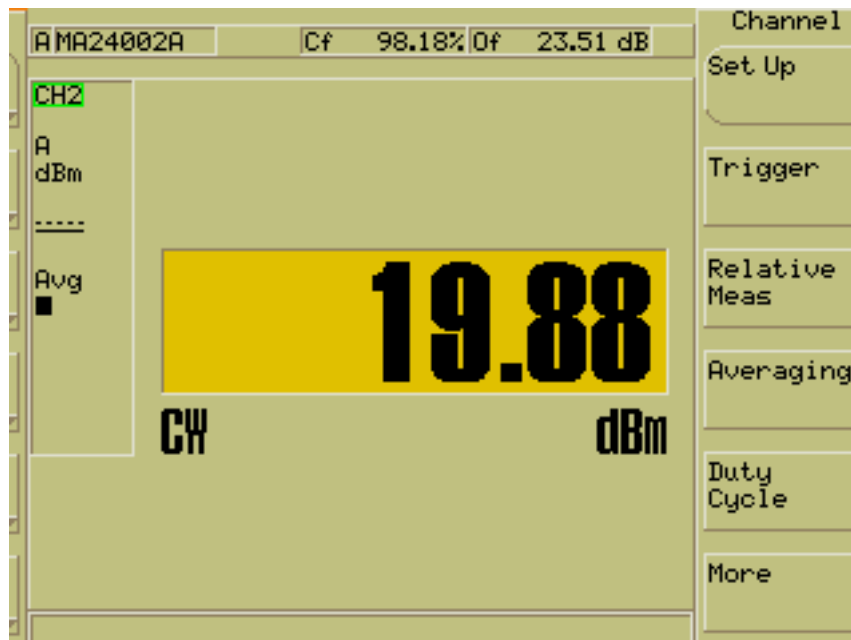 A MA24002A Cf 98.18% Of 23.51 dB
CH2
A
dBm
-----
Avg
19.88
CW dBm
Channel
Set Up
Trigger
Relative
Meas
Averaging
Duty
Cycle
More